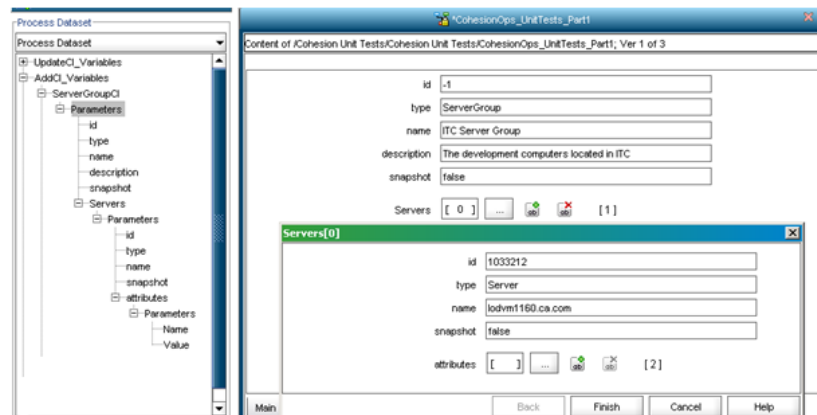 Process Dataset
Process Dataset
UpdateCI_Variables
AddCI_Variables
ServerGroupCI
Parameters
id
type
name
description
snapshot
Servers
Parameters
id
type
name
snapshot
attributes
Parameters
Name
Value
*CohesionOps_UnitTests_Part1
Content of /Cohesion Unit Tests/Cohesion Unit Tests/CohesionOps_UnitTests_Part1; Ver 1 of 3
id -1
type ServerGroup
name ITC Server Group
description The development computers located in ITC
snapshot false
Servers [ 0 ] ... ab ab [1]
Servers[0]
id 1033212
type Server
name lodvm1160.ca.com
snapshot false
attributes [ ] ... ab ab [2]
Main Back Finish Cancel Help